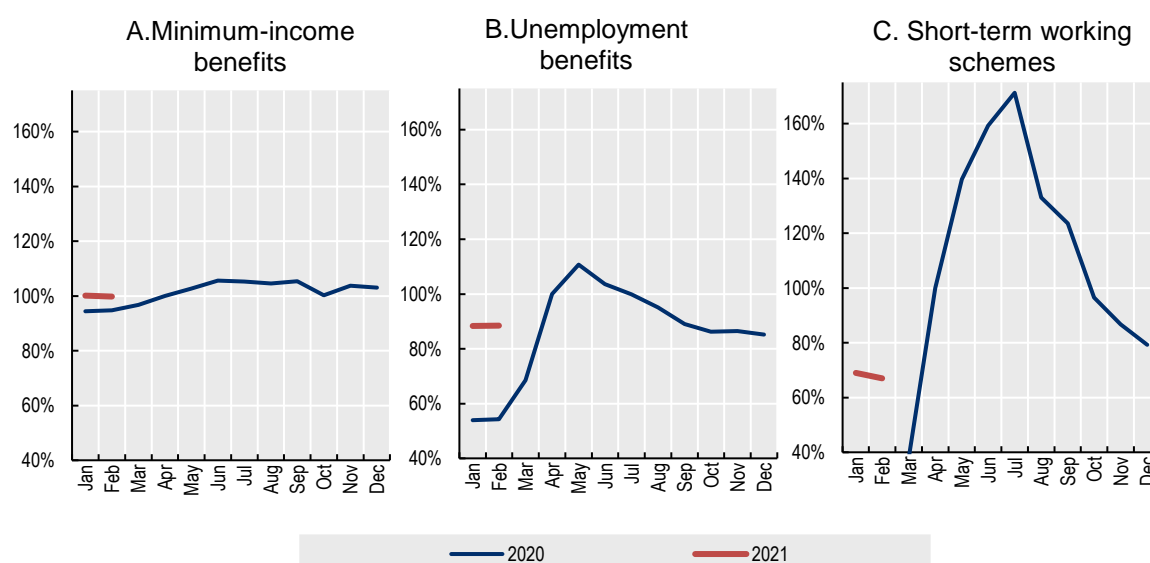 A.Minimum-income
benefits
160%
140%
120%
100%
80%
60%
40%
Jan Feb Mar Apr May Jun Jul Aug Sep Oct Nov Dec
B.Unemployment
benefits
160%
140%
120%
100%
80%
60%
40%
Jan Feb Mar Apr May Jun Jul Aug Sep Oct Nov Dec
C. Short-term working
schemes
160%
140%
120%
100%
80%
60%
40%
Jan Feb Mar Apr May Jun Jul Aug Sep Oct Nov Dec
2020 2021